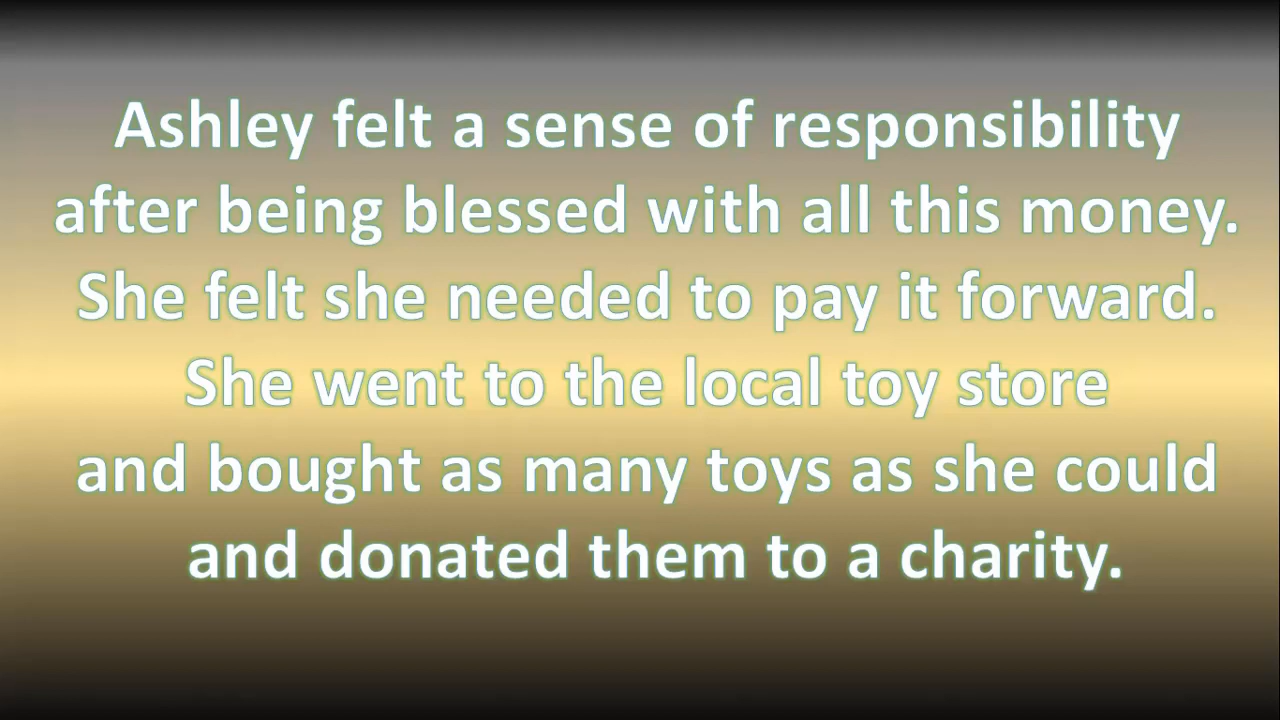 Ashley felt a sense of responsibility
after being blessed with all this money.
She felt she needed to pay it forward.
She went to the local toy store
and bought as many toys as she could
and donated them to a charity.